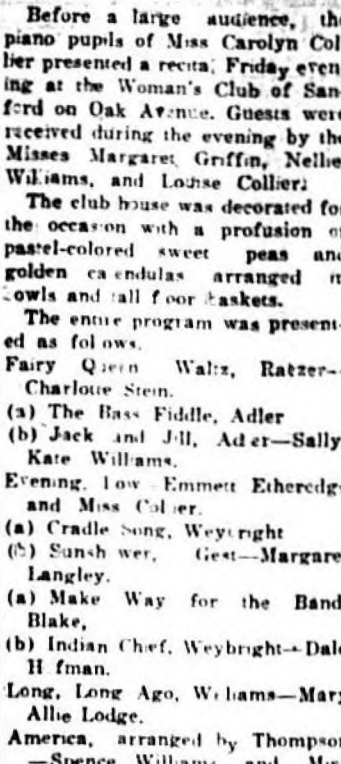 Before a large audience, the
piano pupils of Miss Carolyn Col
lier presented a recital Friday even
ing at the Woman's Club of San
ford on Oak Avenue. Guests were
received during the evening by the
Misses Margaret Griffin, Nellie
Williams, and Louise Collier.
The club house was decorated for
the occasion with a profusion of
pastel-colored sweet peas and
golden calendulas arranged in
bowls and tall floor baskets.
The entire program was present-
ed as follows.
Fairy Queen Waltz, Ratzer—
Charlotte Stein.
(a) The Bass Fiddle, Adler
(b) Jack and Jill, Adler—Sally
Kate Williams.
Evening, Emmett Etheredge
and Miss Collier.
(a) Cradle Song, Weybright
(b) Gest—Margaret
Langley.
(a) Make Way for the Band
Blake,
(b) Indian Chief, Weybright—Dale
Long, Long Ago, Williams—Mary
Allie Lodge.
America, arranged by Thompson
—Spence Williams and